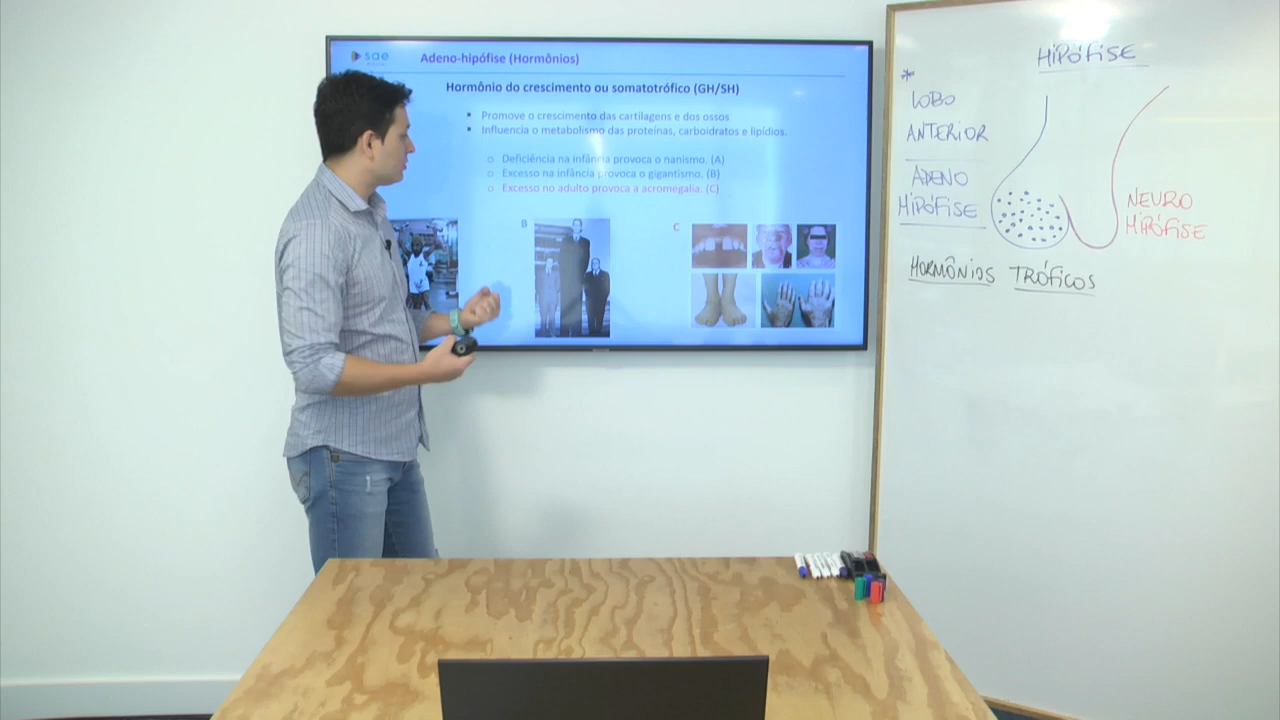 sae
Adeno-hipófise (Hormônios)
Hormônio do crescimento ou somatotrófico (GH/SH)
▪ Promove o crescimento das cartilagens e dos ossos
▪ Influencia o metabolismo das proteínas, carboidratos e lipídios.
○ Deficiência na infância provoca o nanismo. (A)
○ Excesso na infância provoca o gigantismo. (B)
○ Excesso no adulto provoca a acromegalia. (C)
B
C
HIPÓFISE
*
LOBO
ANTERIOR
ADENO
HIPÓFISE
NEURO
HIPÓFISE
HORMÔNIOS TRÓFICOS